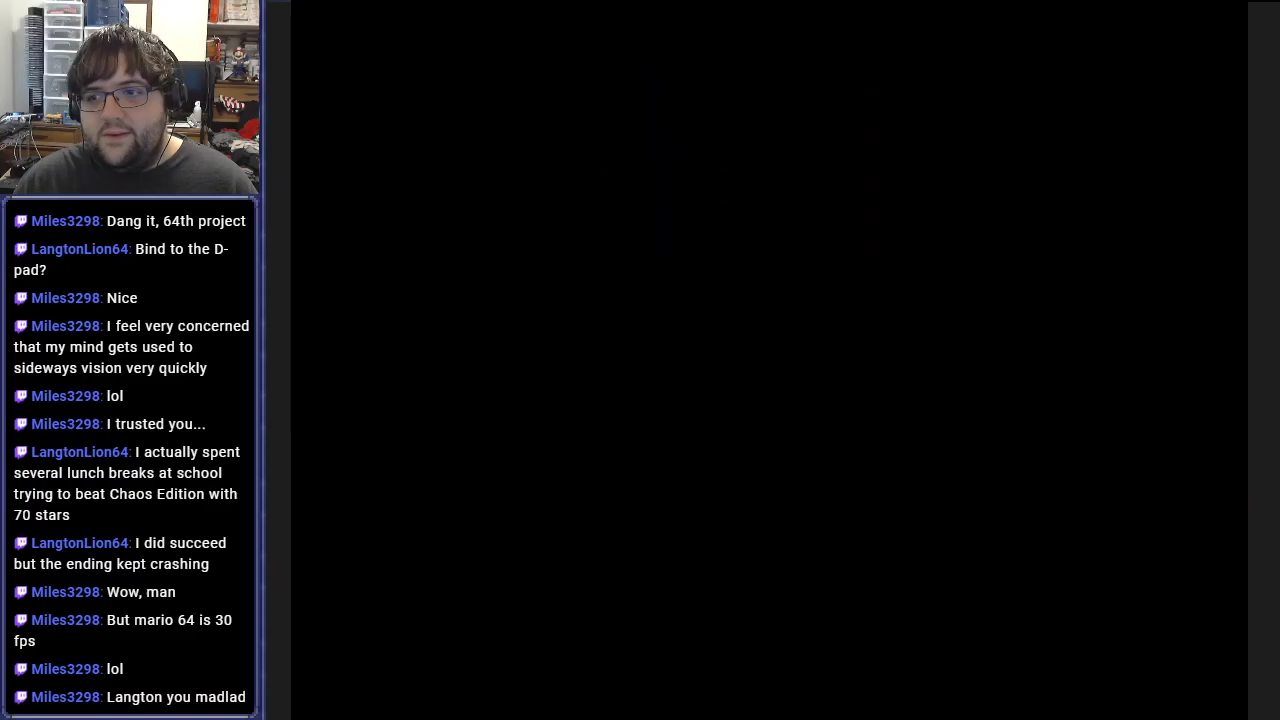 Miles3298: Dang it, 64th project
LangtonLion64: Bind to the D-
pad?
Miles3298: Nice
Miles3298: I feel very concerned
that my mind gets used to
sideways vision very quickly
Miles3298: lol
Miles3298: I trusted you...
LangtonLion64: I actually spent
several lunch breaks at school
trying to beat Chaos Edition with
70 stars
LangtonLion64: I did succeed
but the ending kept crashing
Miles3298: Wow, man
Miles3298: But mario 64 is 30
fps
Miles3298: lol
Miles3298: Langton you madlad